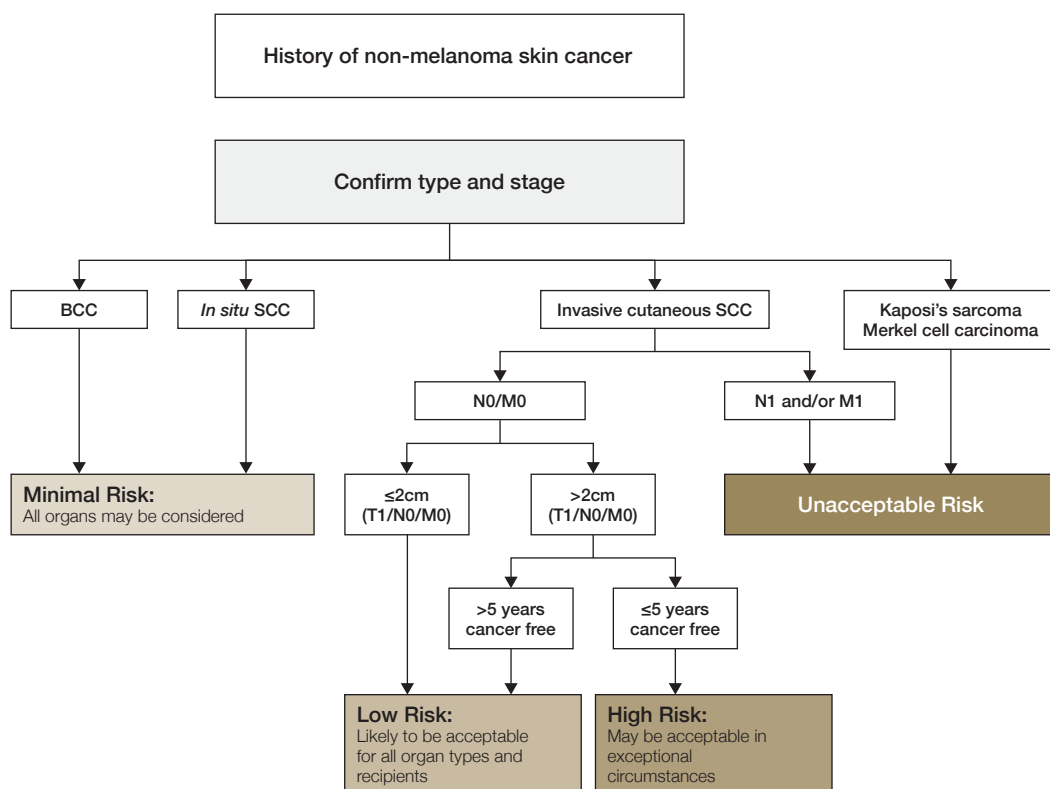 History of non-melanoma skin cancer
Confirm type and stage
BCC
In situ SCC
Invasive cutaneous SCC
Kaposi's sarcoma
Merkel cell carcinoma
N0/M0
N1 and/or M1
≤2cm
(T1/N0/M0)
>2cm
(T1/N0/M0)
Minimal Risk:
All organs may be considered
Unacceptable Risk
>5 years
cancer free
≤5 years
cancer free
Low Risk:
Likely to be acceptable
for all organ types and
recipients
High Risk:
May be acceptable in
exceptional
circumstances